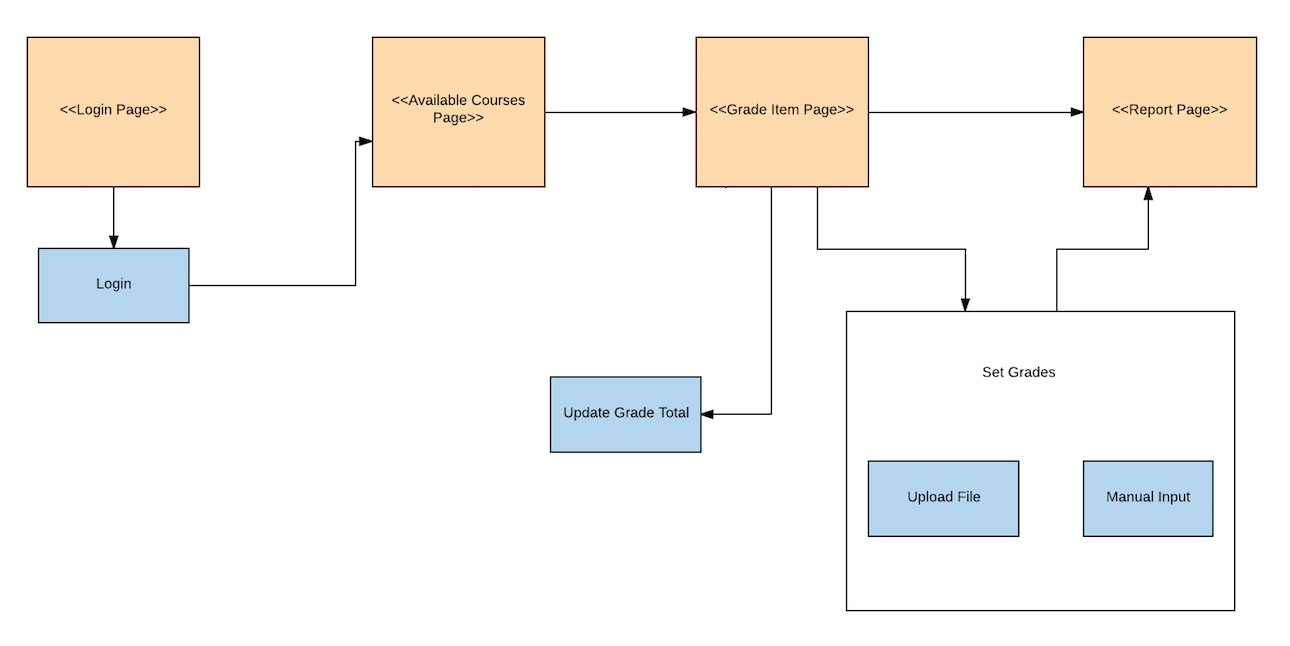 <<Login Page>>
<<Available Courses
Page>>
<<Grade Item Page>>
<<Report Page>>
Login
Set Grades
Update Grade Total
Upload File
Manual Input